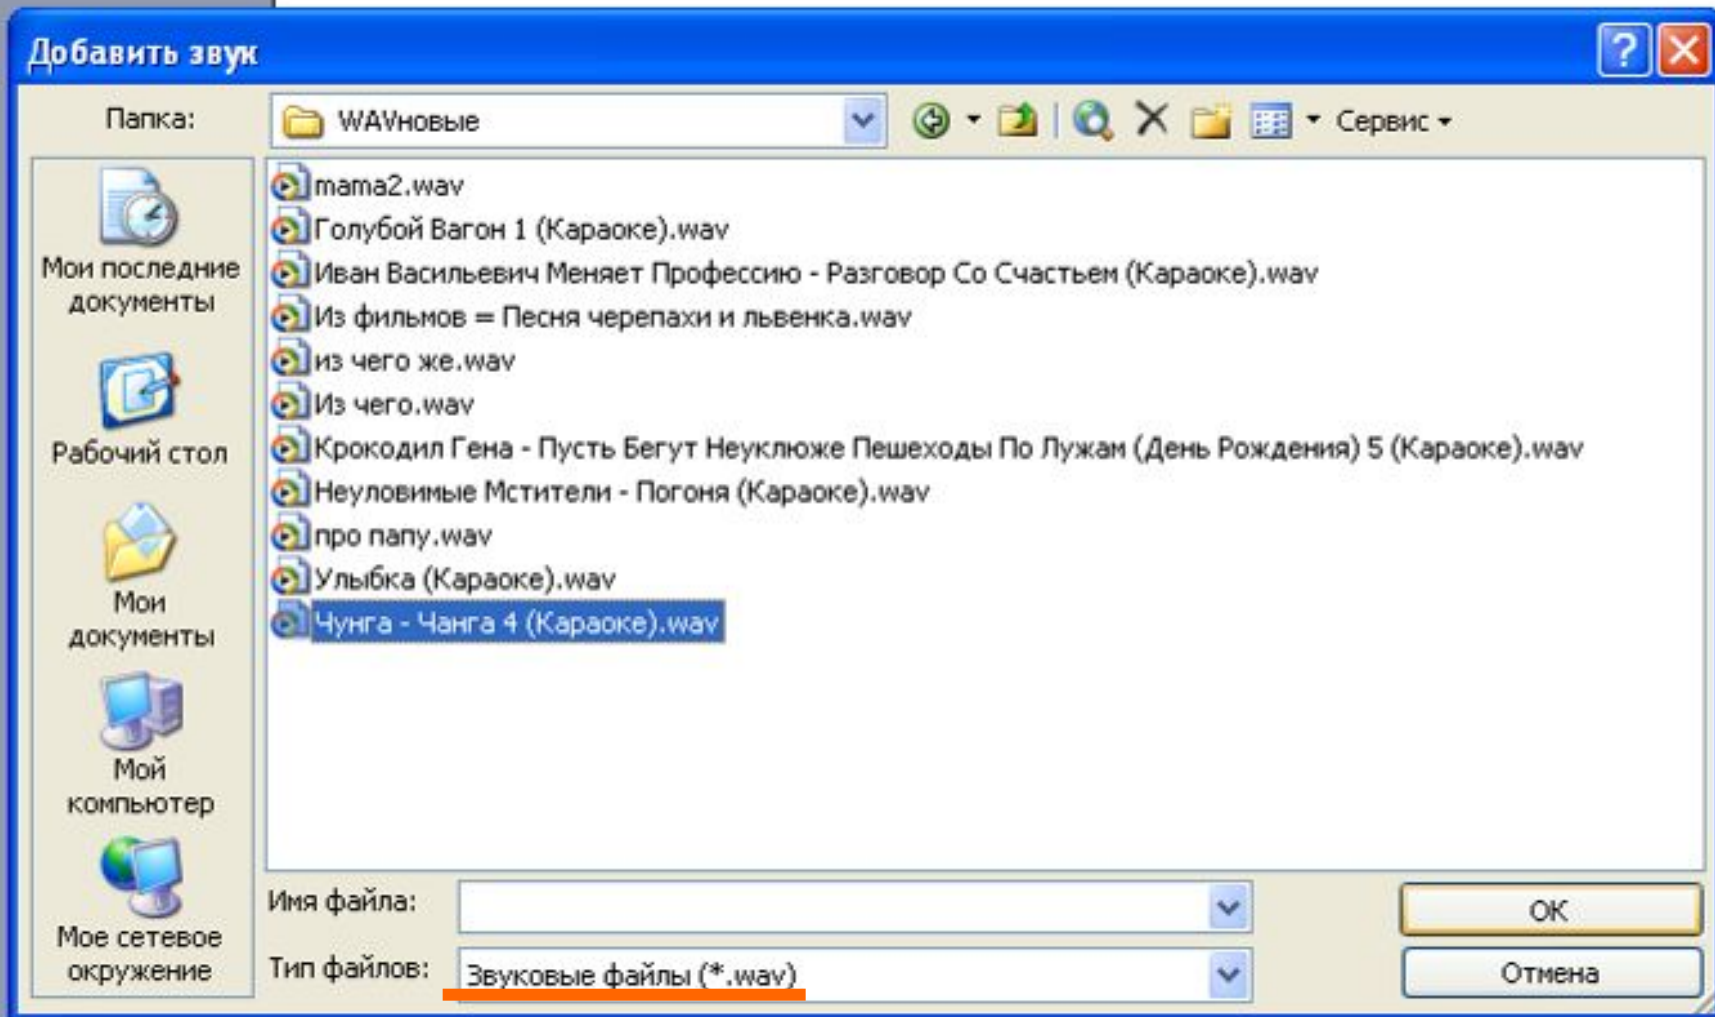 Добавить звук
Папка:
WAVновые
Сервис
mama2.wav
Голубой Вагон 1 (Караоке).wav
Иван Васильевич Меняет Профессию - Разговор Со Счастьем (Караоке).wav
Из фильмов = Песня черепахи и львенка.wav
из чего же.wav
Из чего.wav
Крокодил Гена - Пусть Бегут Неуклюже Пешеходы По Лужам (День Рождения) 5 (Караоке).wav
Неуловимые Мстители - Погоня (Караоке).wav
про папу.wav
Улыбка (Караоке).wav
Чунга - Чанга 4 (Караоке).wav
Мои последние
документы
Рабочий стол
Мои
документы
Мой
компьютер
Мое сетевое
окружение
Имя файла:
ОК
Тип файлов:
Звуковые файлы (*.wav)
Отмена